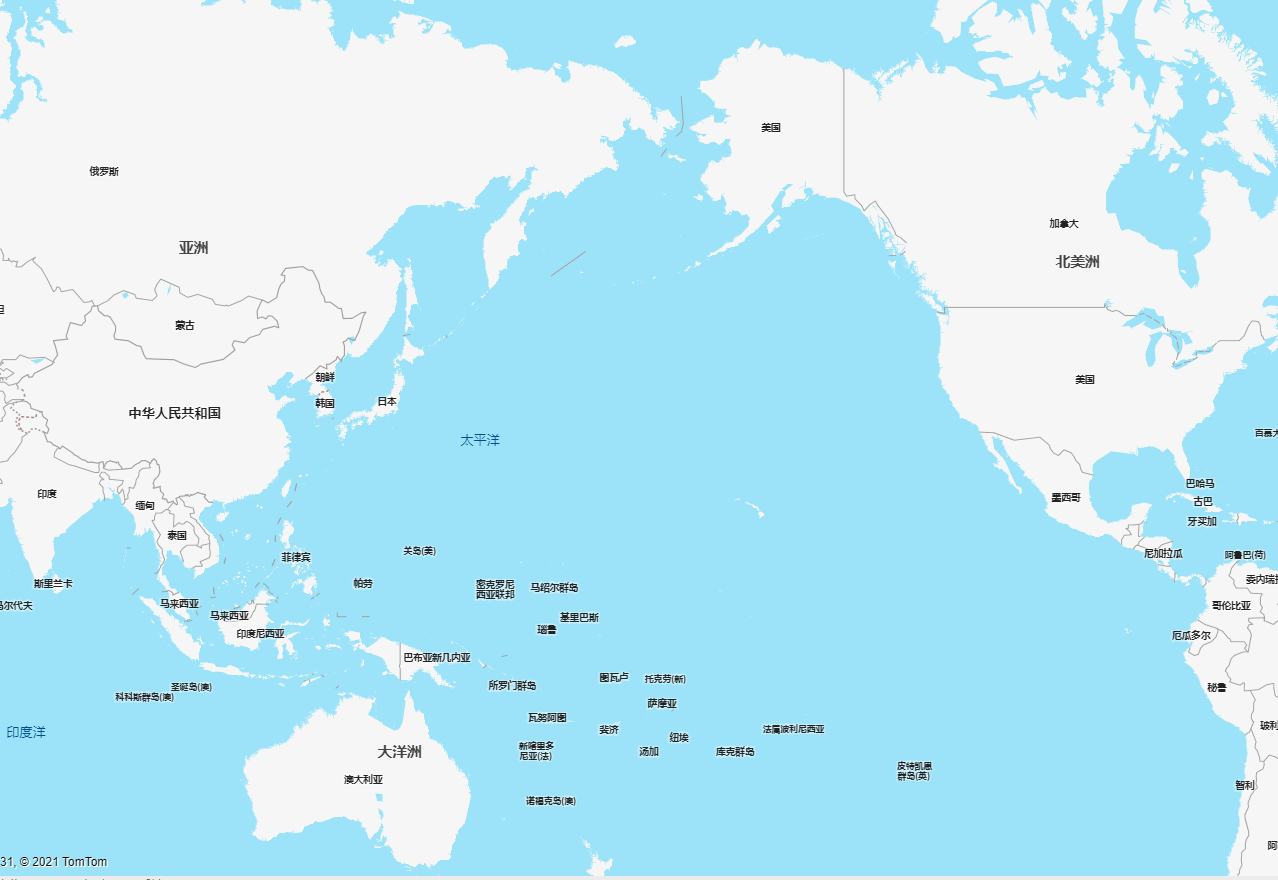 美国
俄罗斯
加拿大
亚洲
北美洲
蒙古
朝鲜
美国
韩国
日本
中华人民共和国
百慕大
太平洋
巴哈马
印度
墨西哥
古巴
缅甸
牙买加
泰国
关岛(美)
尼加拉瓜
阿鲁巴(荷)
菲律宾
斯里兰卡
帕劳
密克罗尼
西亚联邦
马绍尔群岛
委内瑞拉
马尔代夫
马来西亚
哥伦比亚
马来西亚
基里巴斯
印度尼西亚
瑙鲁
厄瓜多尔
巴布亚新几内亚
图瓦卢
托克劳(新)
圣诞岛(澳)
所罗门群岛
秘鲁
科科斯群岛(澳)
萨摩亚
瓦努阿图
玻利
印度洋
斐济
法属波利尼西亚
纽埃
大洋洲
新喀里多
尼亚(法)
汤加
库克群岛
皮特凯恩
群岛(英)
澳大利亚
智利
诺福克岛(澳)
31, © 2021 TomTom